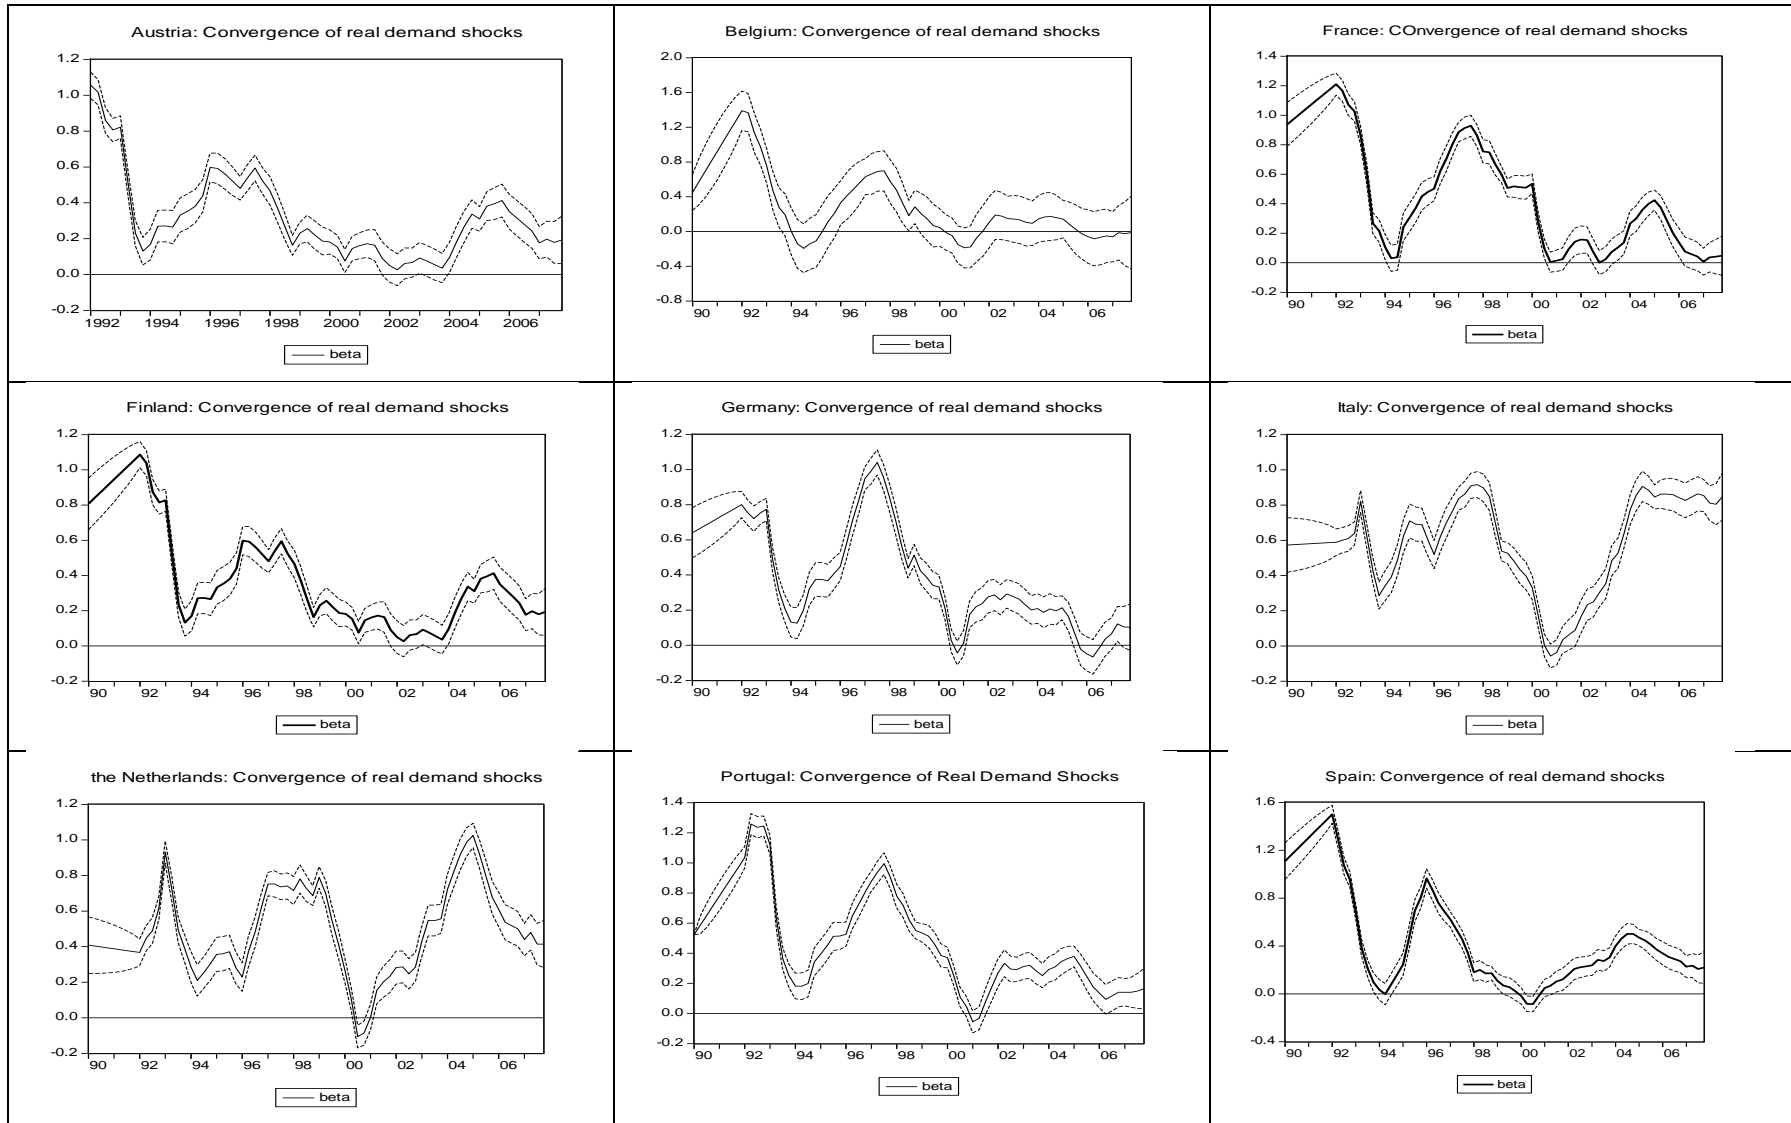 Austria: Convergence of real demand shocks
1.2
1.0
0.8
0.6
0.4
0.2
0.0
-0.2
1992 1994 1996 1998 2000 2002 2004 2006
beta
Belgium: Convergence of real demand shocks
2.0
1.6
1.2
0.8
0.4
0.0
-0.4
-0.8
90 92 94 96 98 00 02 04 06
beta
France: COnvergence of real demand shocks
1.4
1.2
1.0
0.8
0.6
0.4
0.2
0.0
-0.2
90 92 94 96 98 00 02 04 06
beta
Finland: Convergence of real demand shocks
1.2
1.0
0.8
0.6
0.4
0.2
0.0
-0.2
90 92 94 96 98 00 02 04 06
beta
Germany: Convergence of real demand shocks
1.2
1.0
0.8
0.6
0.4
0.2
0.0
-0.2
90 92 94 96 98 00 02 04 06
beta
Italy: Convergence of real demand shocks
1.2
1.0
0.8
0.6
0.4
0.2
0.0
-0.2
90 92 94 96 98 00 02 04 06
beta
the Netherlands: Convergence of real demand shocks
1.2
1.0
0.8
0.6
0.4
0.2
0.0
-0.2
90 92 94 96 98 00 02 04 06
beta
Portugal: Convergence of Real Demand Shocks
1.4
1.2
1.0
0.8
0.6
0.4
0.2
0.0
-0.2
90 92 94 96 98 00 02 04 06
beta
Spain: Convergence of real demand shocks
1.6
1.2
0.8
0.4
0.0
-0.4
90 92 94 96 98 00 02 04 06
beta